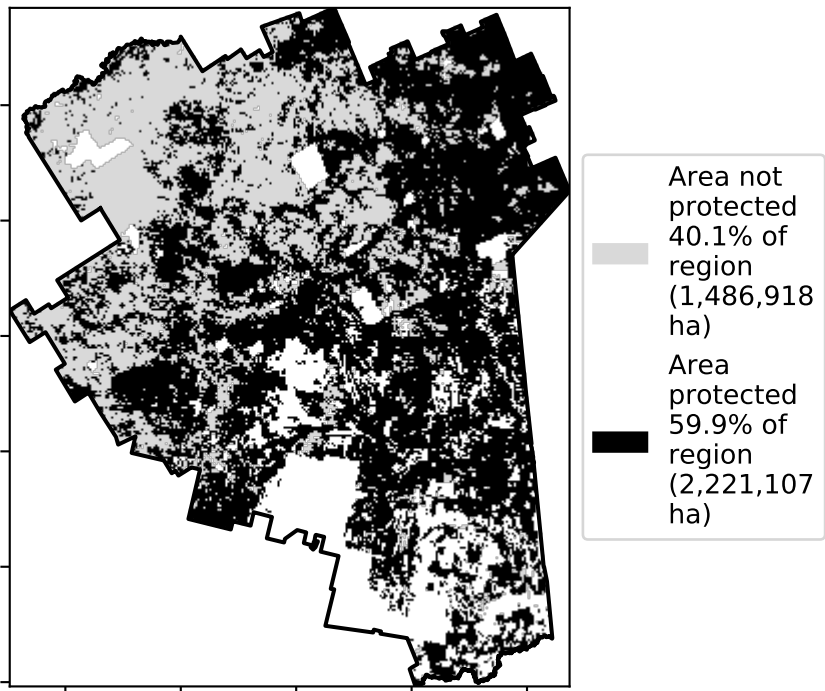 Area not
protected
40.1% of
region
(1,486,918
ha)
Area
protected
59.9% of
region
(2,221,107
ha)